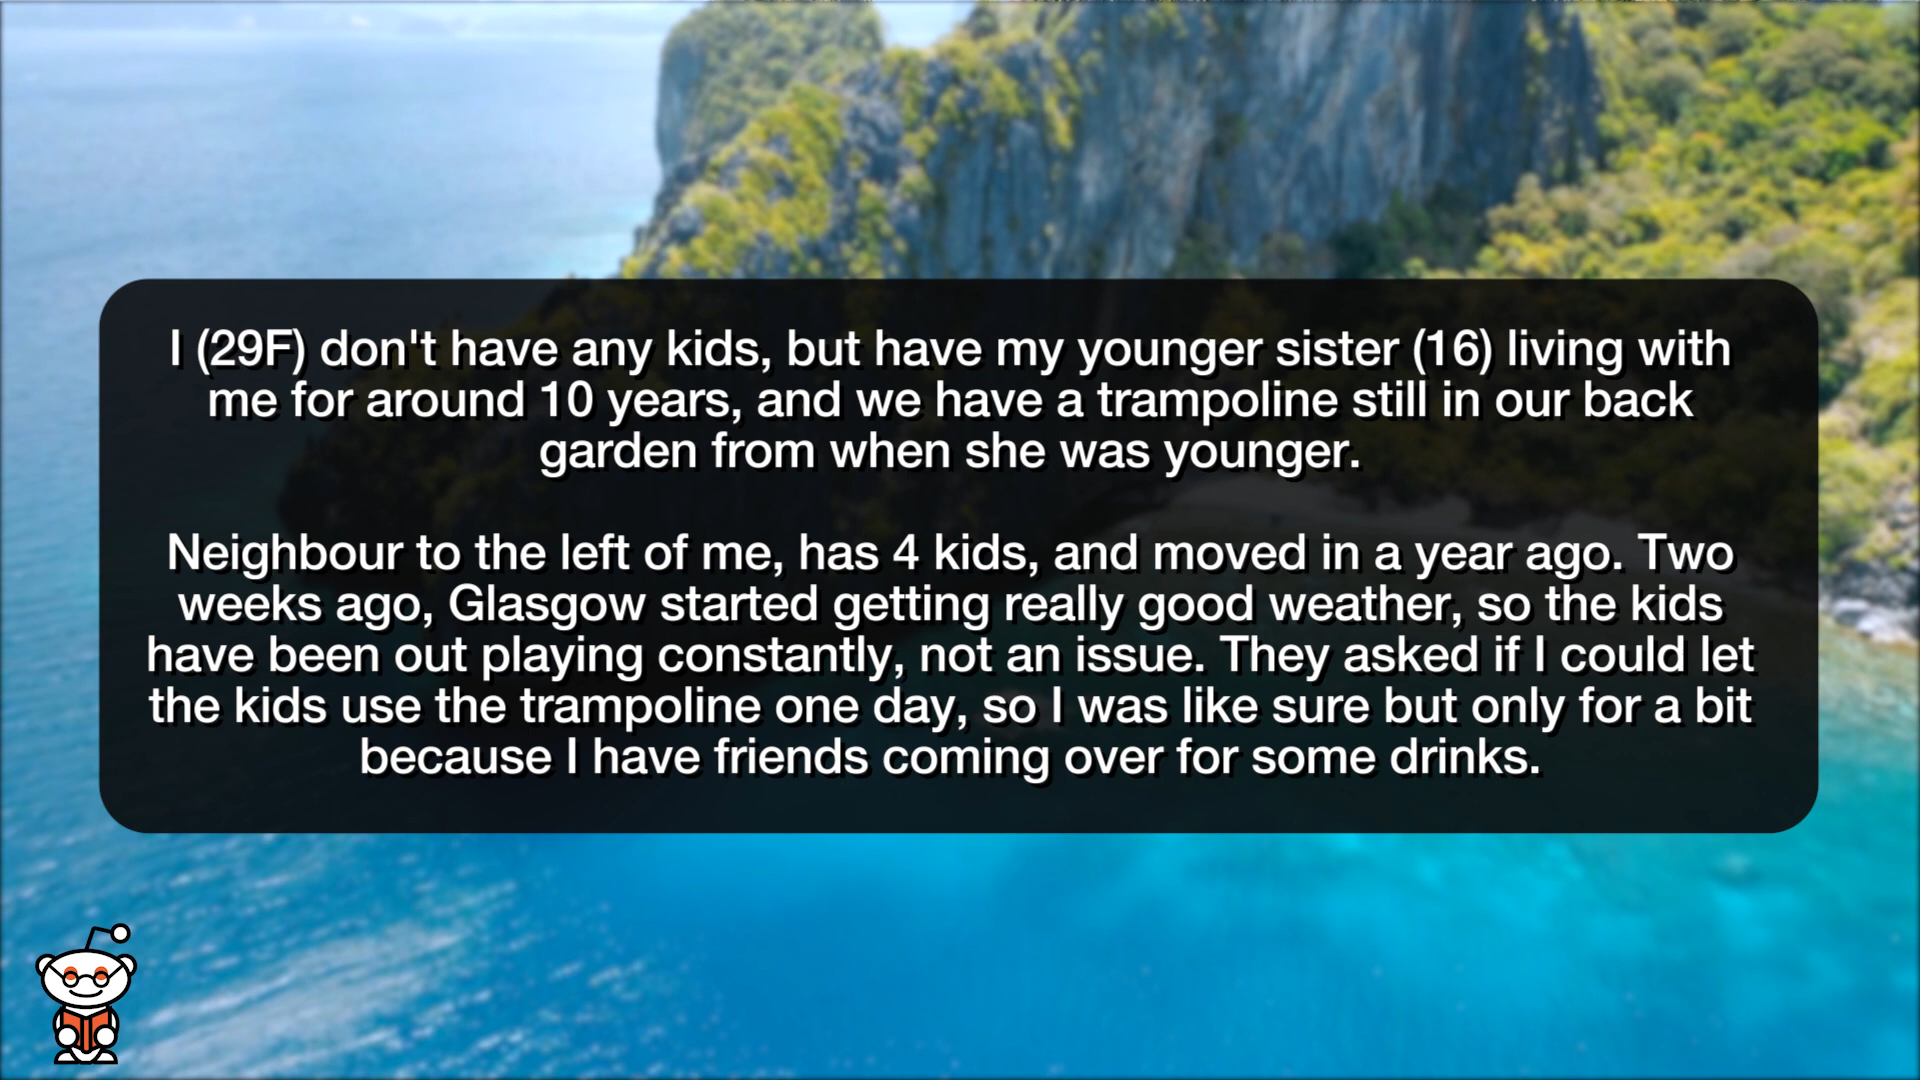 I (29F) don't have any kids, but have my younger sister (16) living with
me for around 10 years, and we have a trampoline still in our back
garden from when she was younger.
Neighbour to the left of me, has 4 kids, and moved in a year ago. Two
weeks ago, Glasgow started getting really good weather, so the kids
have been out playing constantly, not an issue. They asked if I could let
the kids use the trampoline one day, so I was like sure but only for a bit
because I have friends coming over for some drinks.